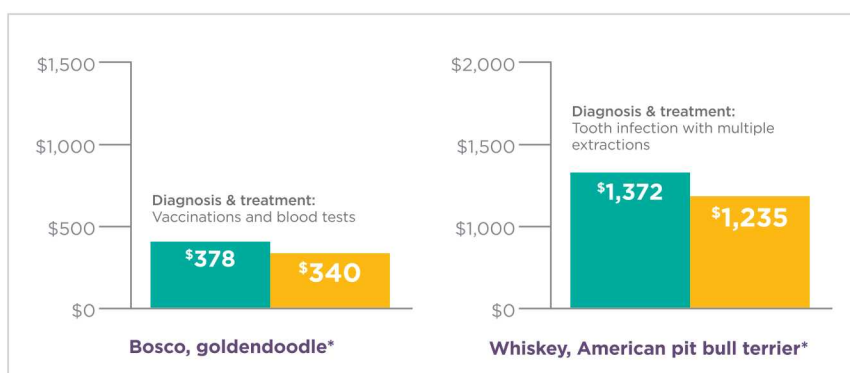 $1,500
$1,000
$500
$0
Diagnosis & treatment:
Vaccinations and blood tests
$378
$340
Bosco, goldendoodle*
$2,000
$1,500
$1,000
$0
Diagnosis & treatment:
Tooth infection with multiple
extractions
$1,372
$1,235
Whiskey, American pit bull terrier*